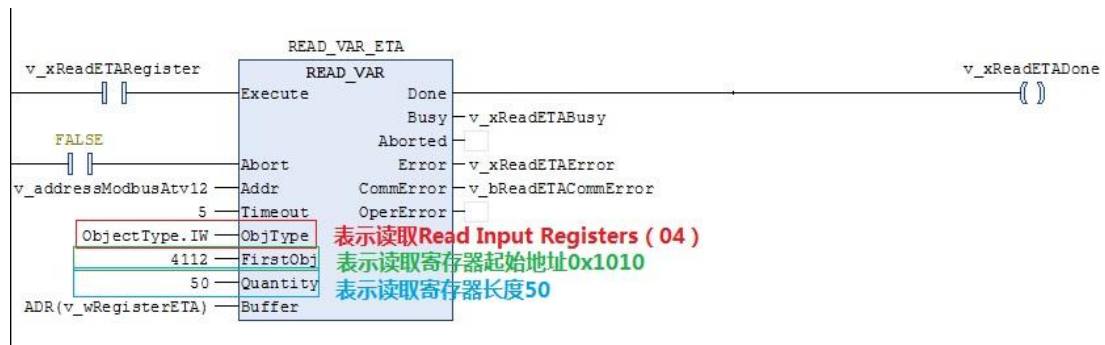 READ_VAR_ETA
v_xReadETARegister
READ_VAR
v_xReadETADone
Execute
Done
Busy
v_xReadETABusy
FALSE
Aborted
Abort
Error
v_xReadETAError
v_addressModbusAtv12
Addr
CommError
v_bReadETACommError
5
Timeout
OperError
ObjectType.IW
ObjType
表示读取Read Input Registers（04）
4112
FirstObj
表示读取寄存器起始地址0x1010
50
Quantity
表示读取寄存器长度50
ADR(v_wRegisterETA)
Buffer